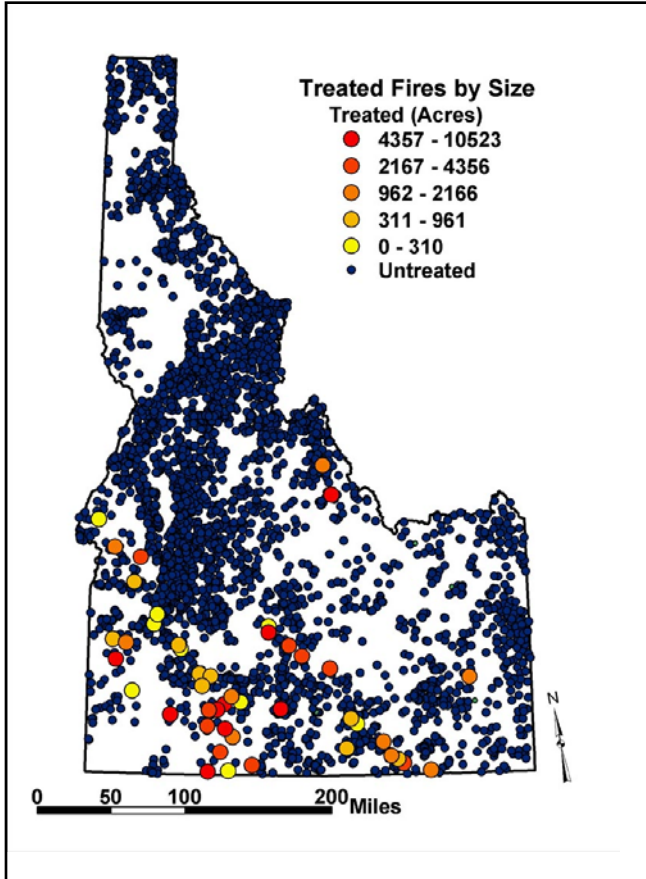 Treated Fires by Size
Treated (Acres)
4357 - 10523
2167 - 4356
962 - 2166
311 - 961
0 - 310
Untreated
N
0 50 100 200
Miles